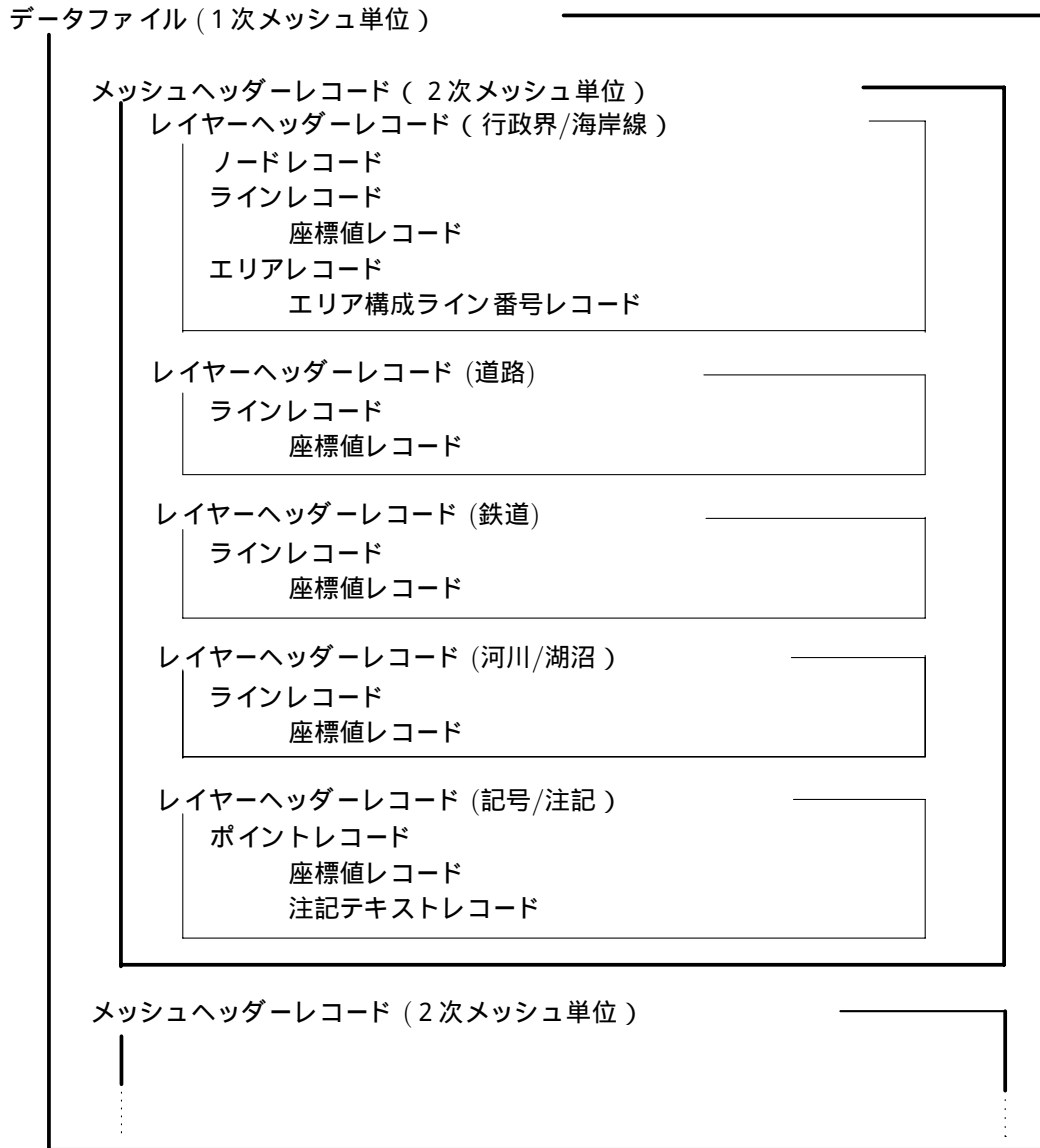 データファイル(1次メッシュ単位)
メッシュヘッダーレコード(2次メッシュ単位)
レイヤーヘッダーレコード(行政界/海岸線)
ノードレコード
ラインレコード
座標値レコード
エリアレコード
エリア構成ライン番号レコード
レイヤーヘッダーレコード(道路)
ラインレコード
座標値レコード
レイヤーヘッダーレコード(鉄道)
ラインレコード
座標値レコード
レイヤーヘッダーレコード(河川/湖沼)
ラインレコード
座標値レコード
レイヤーヘッダーレコード(記号/注記)
ポイントレコード
座標値レコード
注記テキストレコード
メッシュヘッダーレコード(2次メッシュ単位)